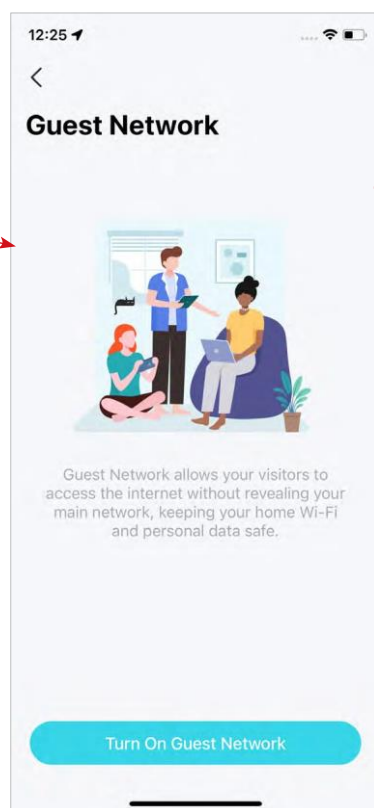 12:25
Guest Network
Guest Network allows your visitors to
access the internet without revealing your
main network, keeping your home Wi-Fi
and personal data safe.
Turn On Guest Network